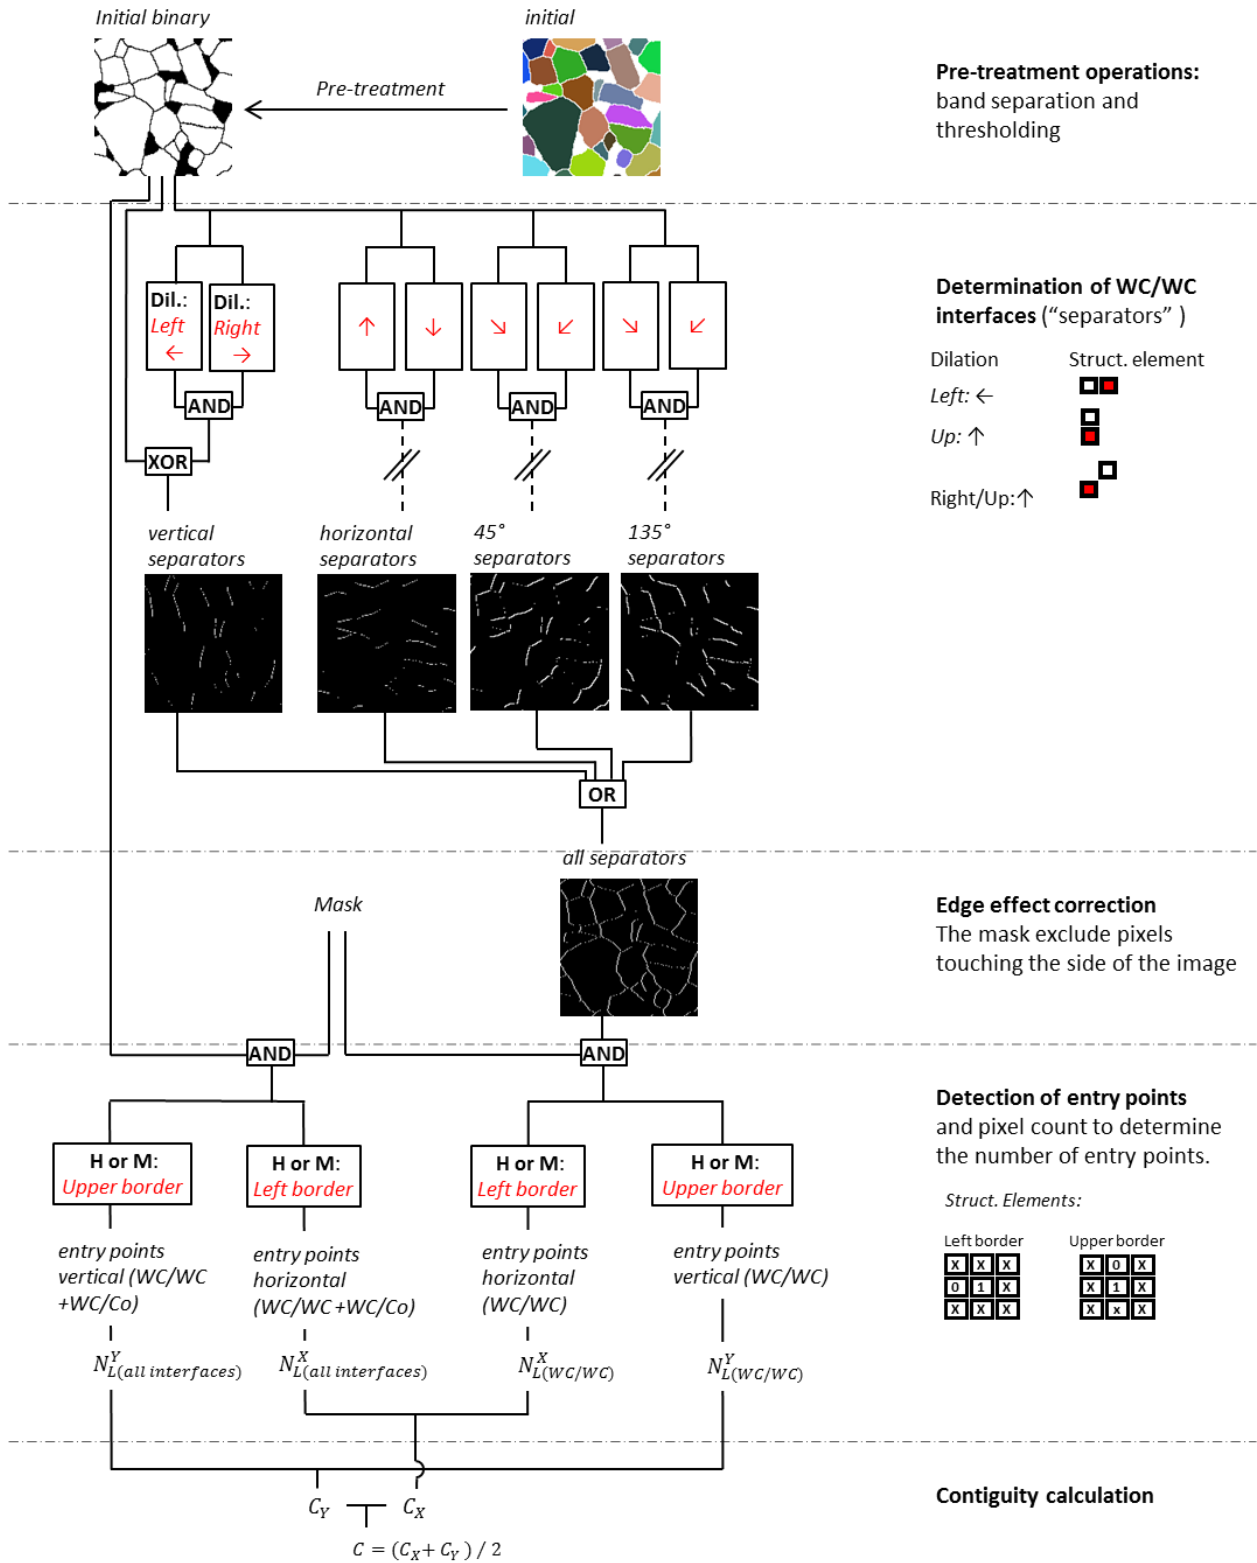 Initial binary
initial
Pre-treatment
Pre-treatment operations:
band separation and
thresholding
Dil.:
Left
←
Dil.:
Right
→
↑
↓
↘
↙
↘
↙
AND
AND
AND
AND
XOR
Determination of WC/WC
interfaces (“separators” )
Dilation Struct. element
Left: ←
Up: ↑
Right/Up:↑
vertical
separators
horizontal
separators
45°
separators
135°
separators
OR
all separators
Mask
Edge effect correction
The mask exclude pixels
touching the side of the image
AND
AND
Detection of entry points
and pixel count to determine
the number of entry points.
H or M:
Upper border
H or M:
Left border
H or M:
Left border
H or M:
Upper border
Struct. Elements:
Left border Upper border
X X X
0 1 X
X X X
X 0 X
X 1 X
X x X
entry points
vertical (WC/WC
+WC/Co)
entry points
horizontal
(WC/WC +WC/Co)
entry points
horizontal
(WC/WC)
entry points
vertical (WC/WC)
N^Y_L(all interfaces)
N^X_L(all interfaces)
N^X_L(WC/WC)
N^Y_L(WC/WC)
C_Y C_X
C = (C_X + C_Y ) / 2
Contiguity calculation